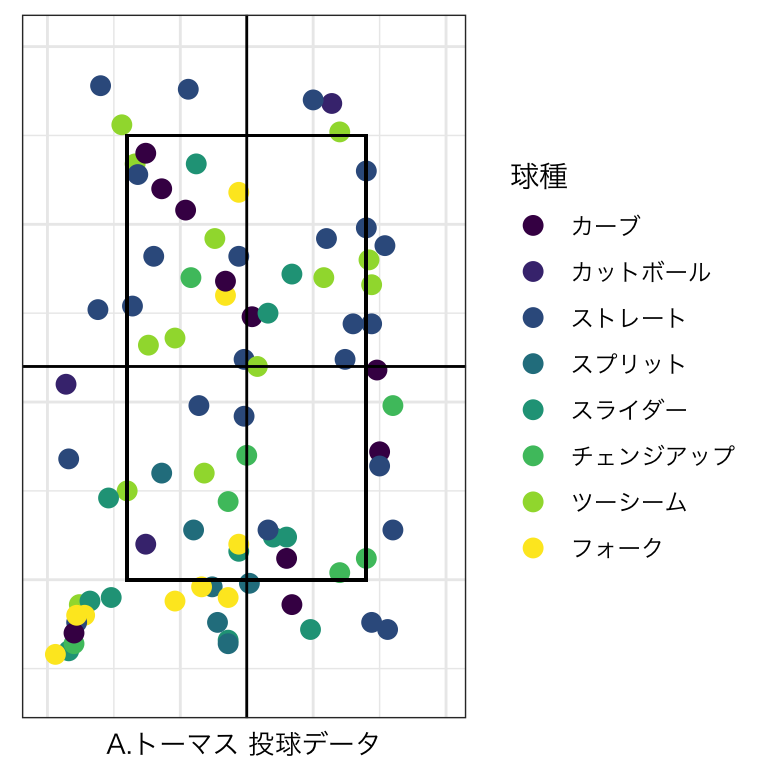 球種
カーブ
カットボール
ストレート
スプリット
スライダー
チェンジアップ
ツーシーム
フォーク
A.トーマス 投球データ